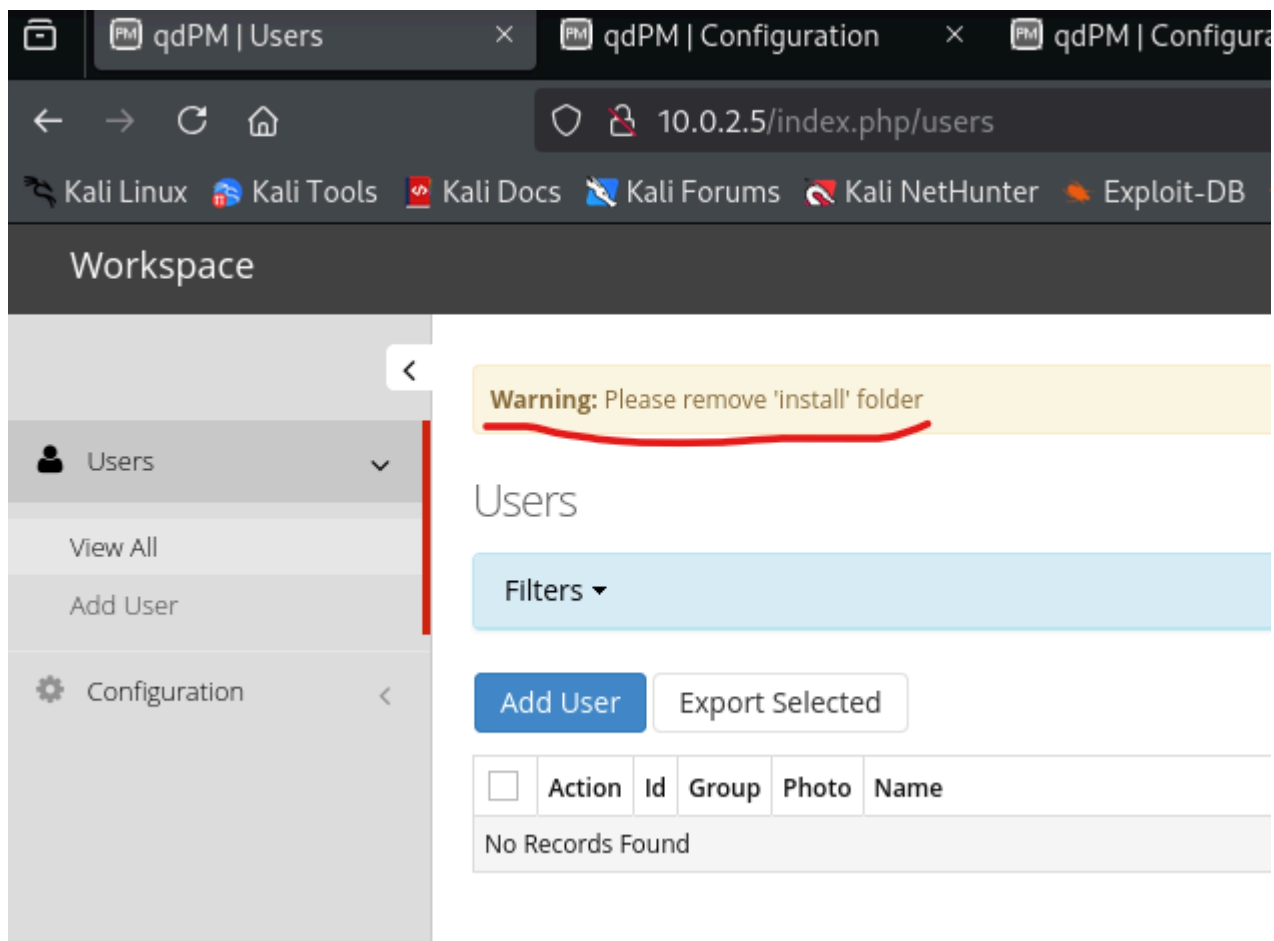 qdPM | Users
qdPM | Configuration
qdPM | Configura
10.0.2.5/index.php/users
Kali Linux Kali Tools Kali Docs Kali Forums Kali NetHunter Exploit-DB
Workspace
Warning: Please remove 'install' folder
Users
View All
Add User
Configuration
Users
Filters
Add User Export Selected
Action Id Group Photo Name
No Records Found